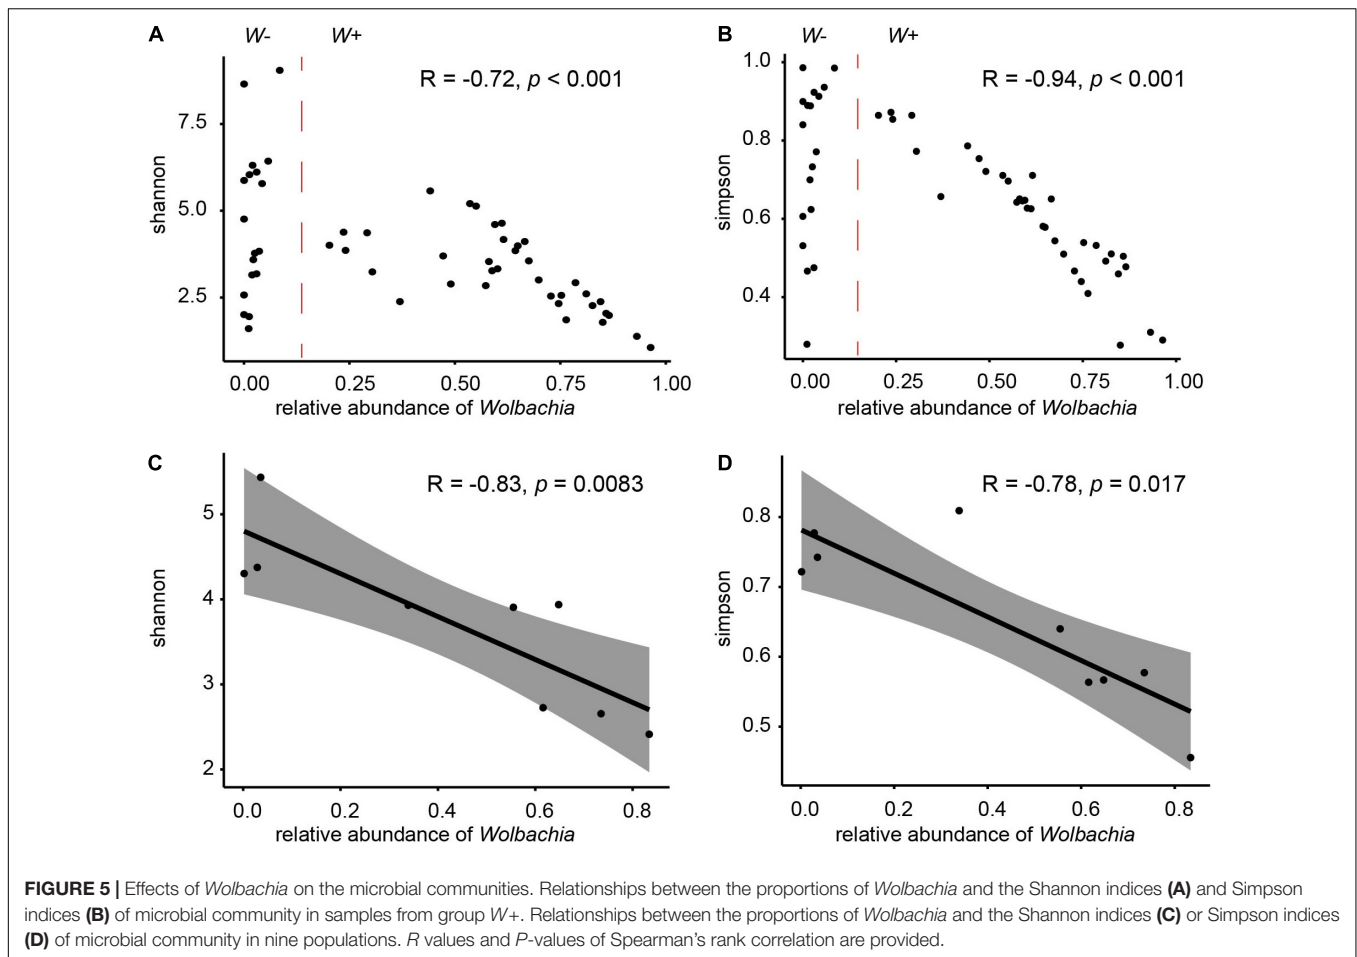 A
W-
W+
R = -0.72, p < 0.001
shannon
7.5
5.0
2.5
0.00 0.25 0.50 0.75 1.00
relative abundance of Wolbachia
B
W-
W+
R = -0.94, p < 0.001
simpson
1.0
0.8
0.6
0.4
0.00 0.25 0.50 0.75 1.00
relative abundance of Wolbachia
C
R = -0.83, p = 0.0083
shannon
5
4
3
2
0.0 0.2 0.4 0.6 0.8
relative abundance of Wolbachia
D
R = -0.78, p = 0.017
simpson
0.8
0.7
0.6
0.5
0.0 0.2 0.4 0.6 0.8
relative abundance of Wolbachia
FIGURE 5 | Effects of Wolbachia on the microbial communities. Relationships between the proportions of Wolbachia and the Shannon indices (A) and Simpson
indices (B) of microbial community in samples from group W+. Relationships between the proportions of Wolbachia and the Shannon indices (C) or Simpson indices
(D) of microbial community in nine populations. R values and P-values of Spearman's rank correlation are provided.